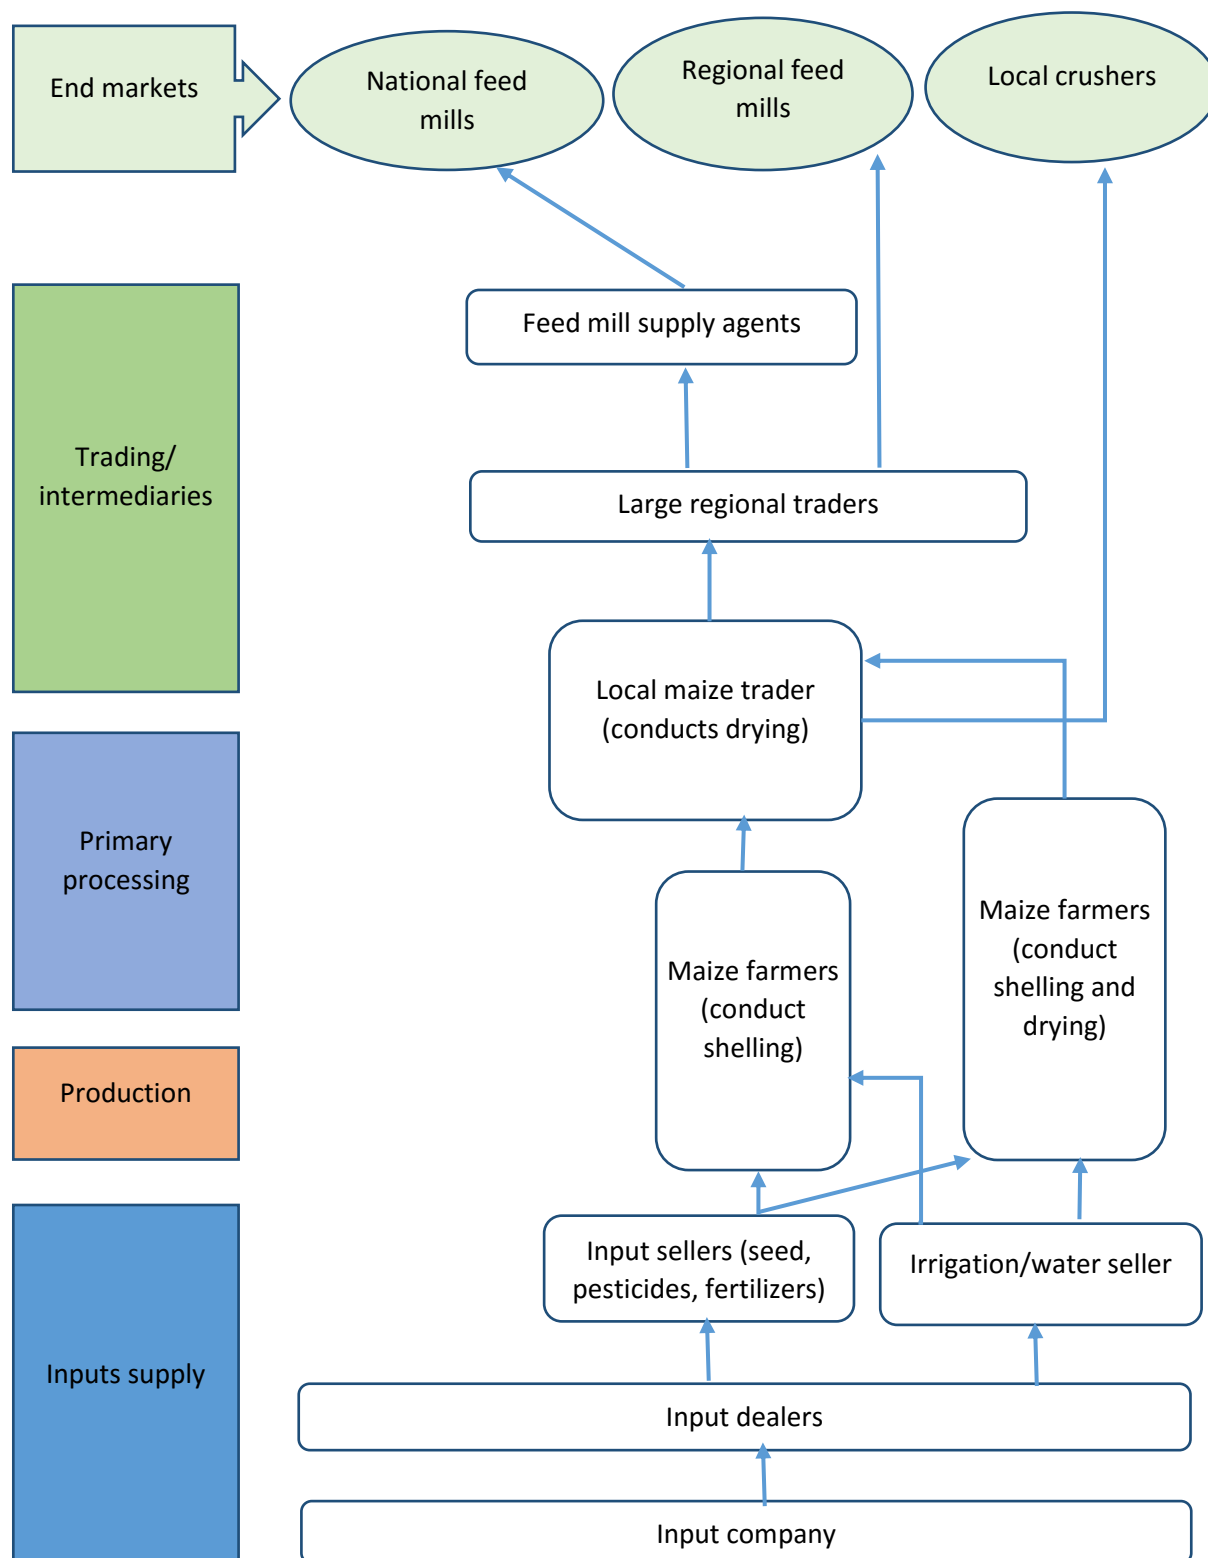 End markets
National feed
mills
Regional feed
mills
Local crushers
Feed mill supply agents
Trading/
intermediaries
Large regional traders
Local maize trader
(conducts drying)
Primary
processing
Maize farmers
(conduct
shelling)
Maize farmers
(conduct
shelling and
drying)
Production
Input sellers (seed,
pesticides, fertilizers)
Irrigation/water seller
Inputs supply
Input dealers
Input company